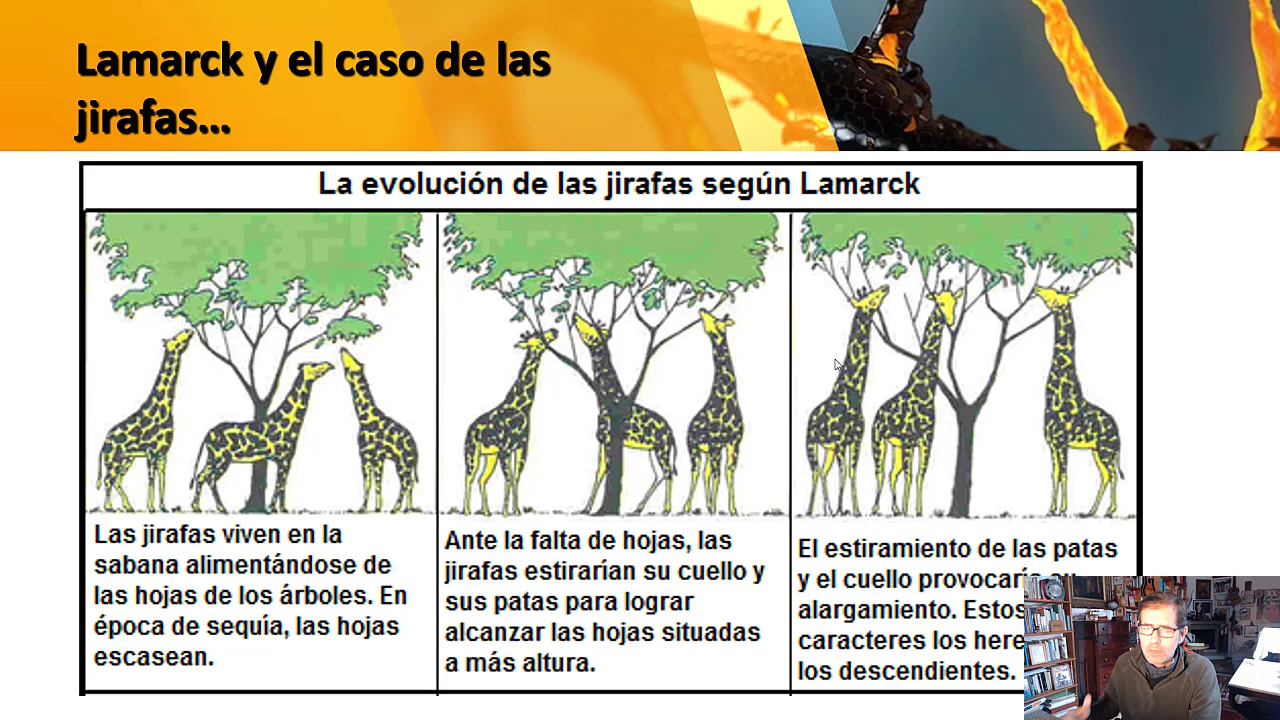 Lamarck y el caso de las
jirafas...
La evolución de las jirafas según Lamarck
Las jirafas viven en la
sabana alimentándose de
las hojas de los árboles. En
época de sequía, las hojas
escasean.
Ante la falta de hojas, las
jirafas estirarían su cuello y
sus patas para lograr
alcanzar las hojas situadas
a más altura.
El estiramiento de las patas
y el cuello provocaría su
alargamiento. Estos
caracteres los here
los descendientes.